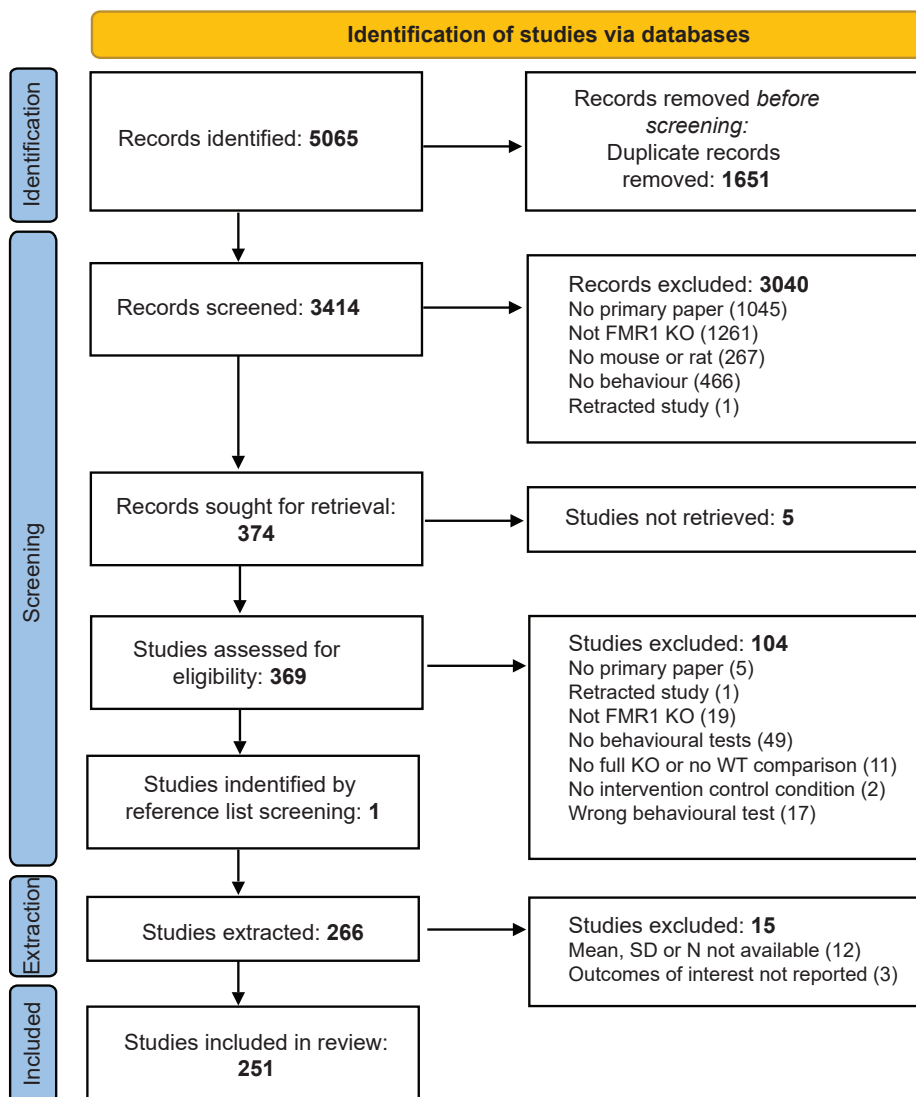 Identification of studies via databases
Identification
Records identified: 5065
Records removed before
screening:
Duplicate records
removed: 1651
Screening
Records screened: 3414
Records excluded: 3040
No primary paper (1045)
Not FMR1 KO (1261)
No mouse or rat (267)
No behaviour (466)
Retracted study (1)
Records sought for retrieval:
374
Studies not retrieved: 5
Studies assessed for
eligibility: 369
Studies excluded: 104
No primary paper (5)
Retracted study (1)
Not FMR1 KO (19)
No behavioural tests (49)
No full KO or no WT comparison (11)
No intervention control condition (2)
Wrong behavioural test (17)
Studies indentified by
reference list screening: 1
Extraction
Studies extracted: 266
Studies excluded: 15
Mean, SD or N not available (12)
Outcomes of interest not reported (3)
Included
Studies included in review:
251